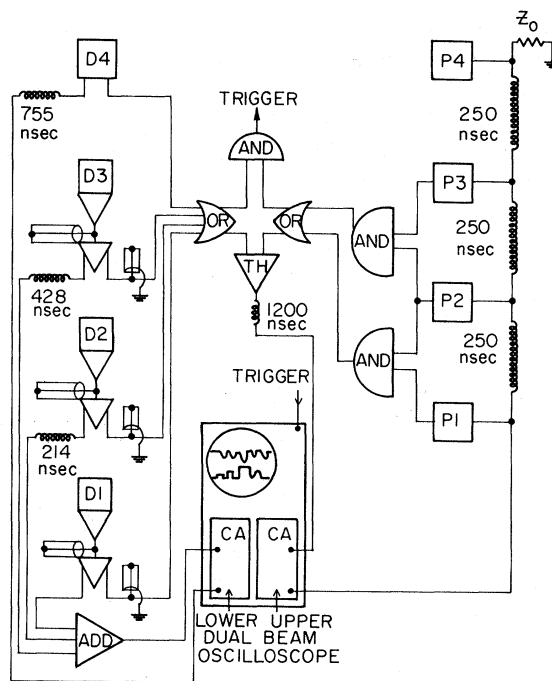 D4
755
nsec
TRIGGER
AND
Z0
P4
250
nsec
D3
OR
OR
AND
P3
250
nsec
428
nsec
TH
1200
nsec
P2
D2
AND
250
nsec
TRIGGER
P1
214
nsec
D1
CA
CA
ADD
LOWER UPPER
DUAL BEAM
OSCILLOSCOPE